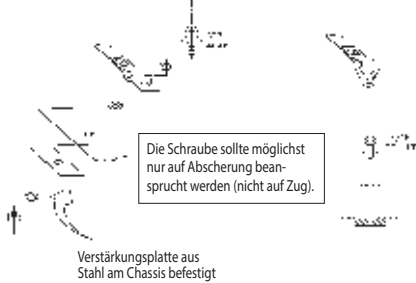 Die Schraube sollte möglichst
nur auf Abscherung bean-
sprucht werden (nicht auf Zug).
Verstärkungsplatte aus
Stahl am Chassis befestigt